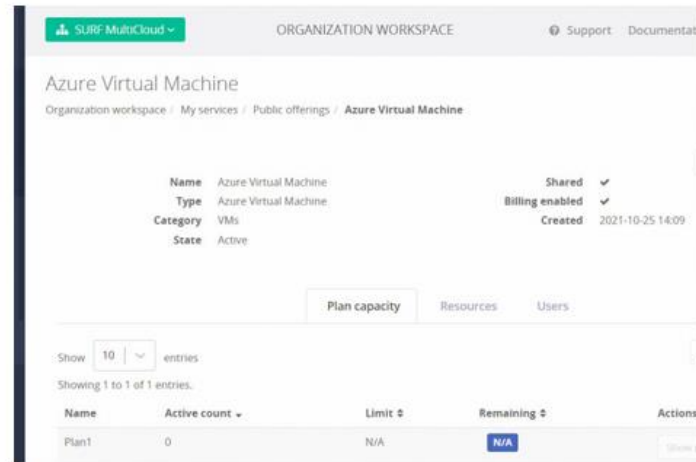 SURF MultiCloud ORGANIZATION WORKSPACE Support
Azure Virtual Machine
Organization workspace / My services / Public offerings / Azure Virtual Machine
Name Azure Virtual Machine Shared
Type Azure Virtual Machine Billing enabled
Category VMs Created 2021-10-25 14:09
State Active
Plan capacity Resources Users
Show 10 entries
Showing 1 to 1 of 1 entries.
Name Active count Limit Remaining Actions
Plan1 0 N/A N/A Show